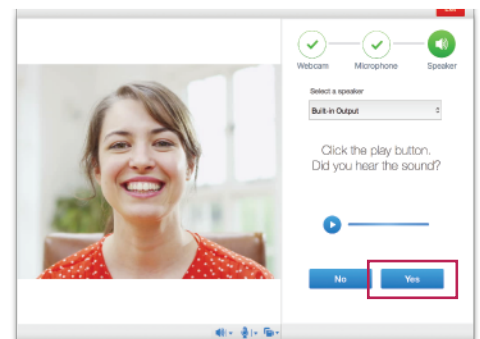 Webcam Microphone Speaker
Select a speaker
Built-in Output
Click the play button.
Did you hear the sound?
No Yes